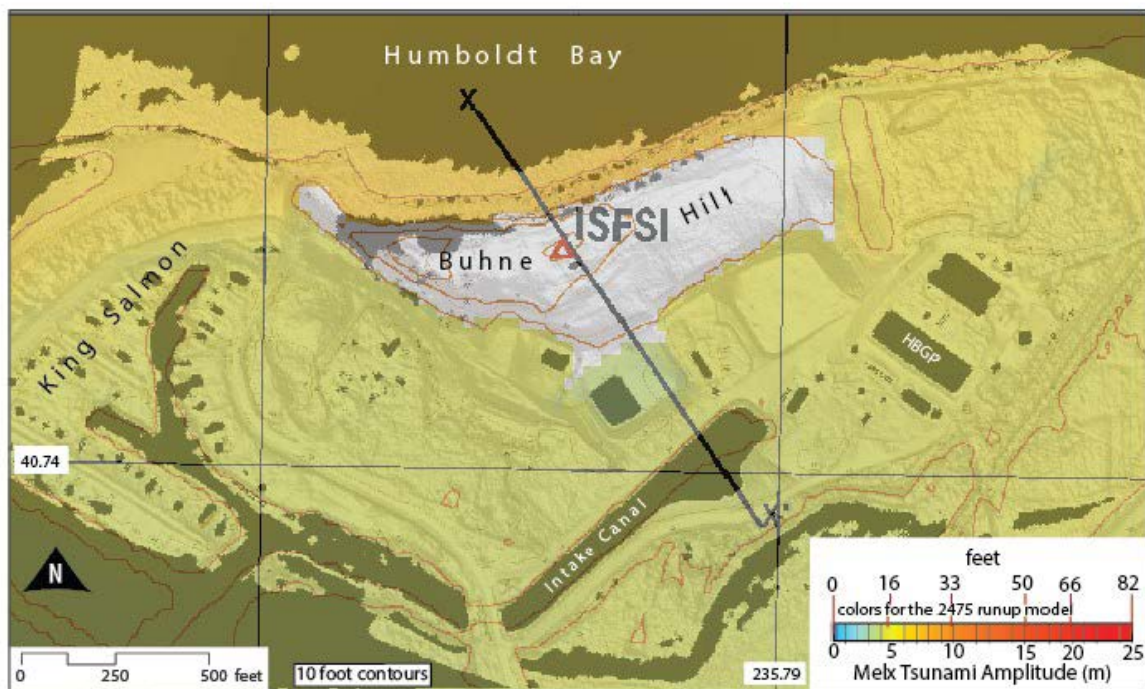 Humboldt Bay
X
ISFSI
Hill
Buhne
King Salmon
HBGP
40.74
X'
Intake Canal
N
feet
0 16 33 50 66 82
colors for the 2475 runup model
0 5 10 15 20 25
Melx Tsunami Amplitude (m)
0 250 500 feet
10 foot contours
235.79